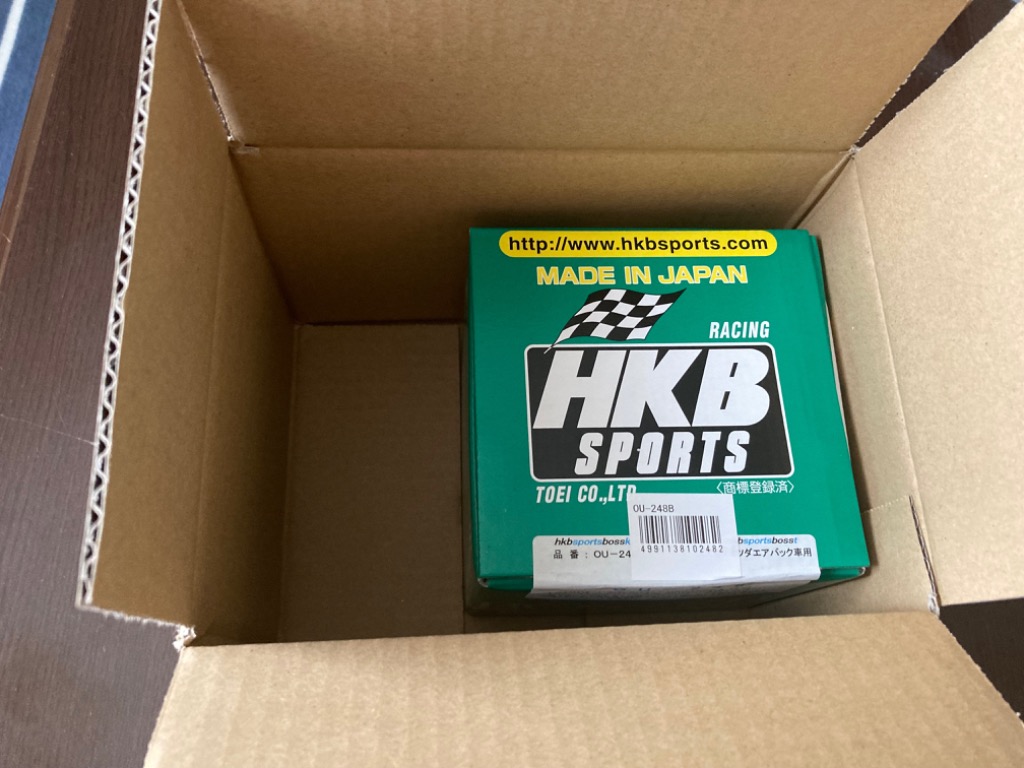 http://www.hkbsports.com
MADE IN JAPAN
RACING
HKB
SPORTS
TOEI CO.,LTD
〈商標登録済〉
OU-248B
4991138102482
hkbsportsboss
品番：OU-24
ツダエアバック車用
hkbsportsboss